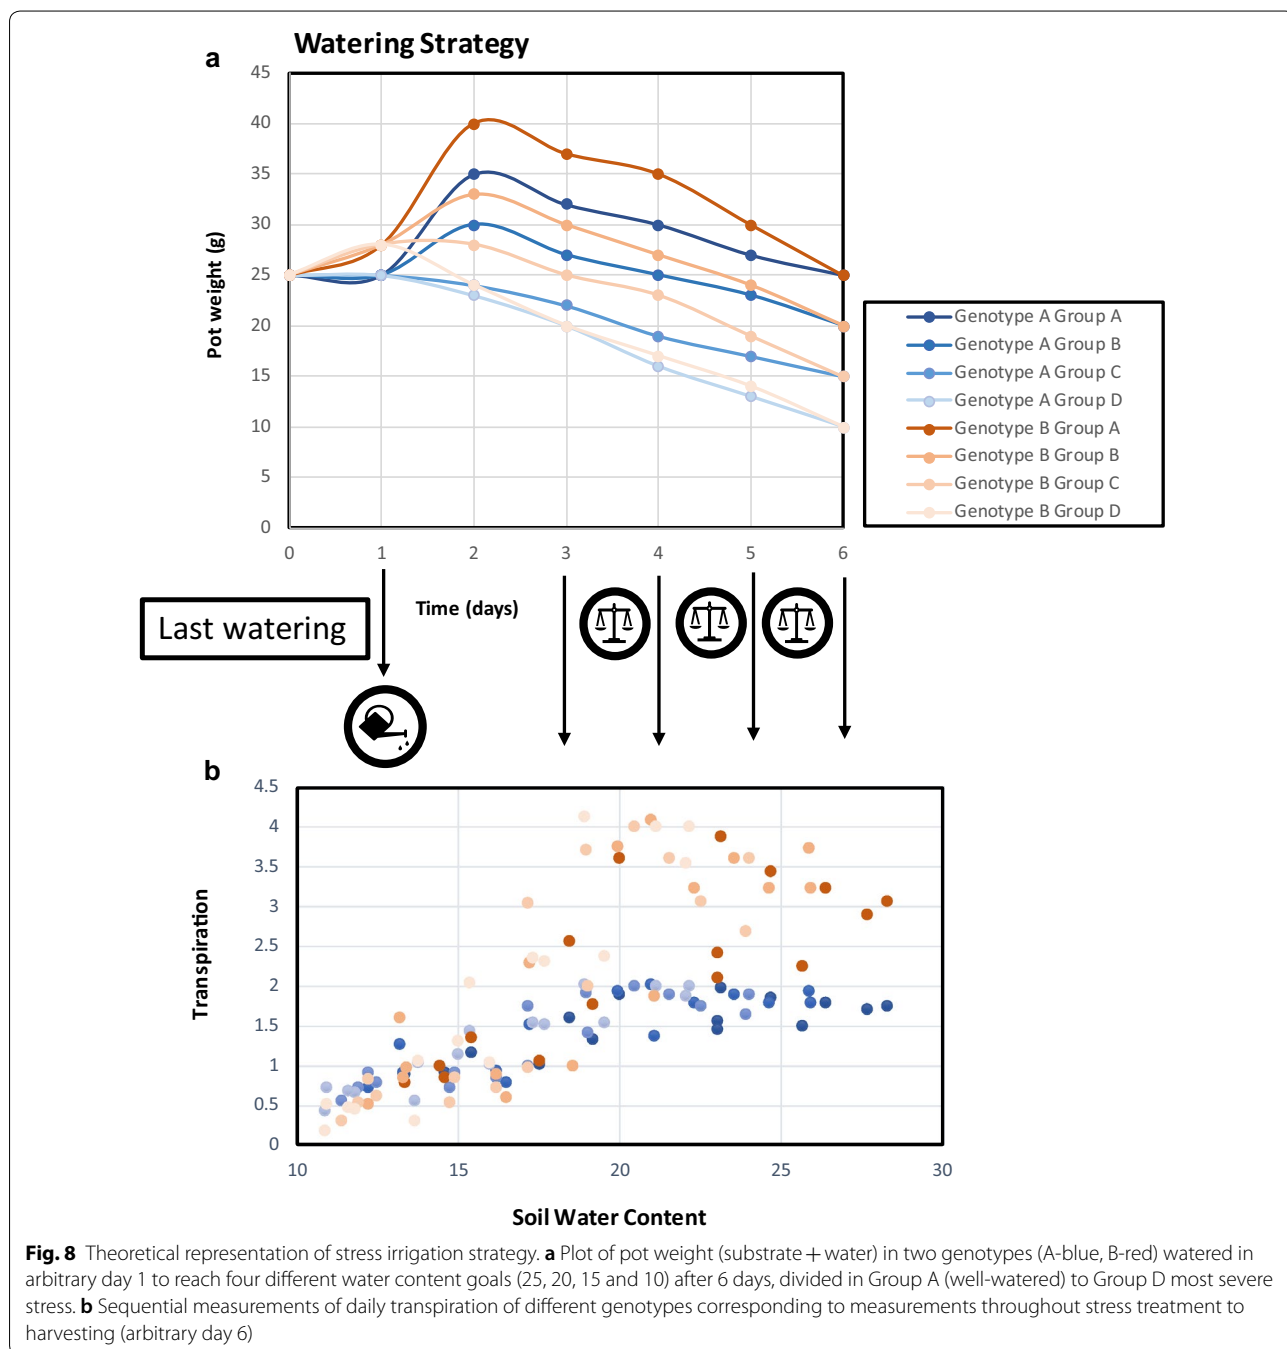 a
Watering Strategy
45
40
35
30
25
20
15
10
5
0
Pot weight (g)
0 1 2 3 4 5 6
Time (days)
Genotype A Group A
Genotype A Group B
Genotype A Group C
Genotype A Group D
Genotype B Group A
Genotype B Group B
Genotype B Group C
Genotype B Group D
Last watering
b
4.5
4
3.5
3
2.5
2
1.5
1
0.5
0
Transpiration
10 15 20 25 30
Soil Water Content
Fig. 8 Theoretical representation of stress irrigation strategy. a Plot of pot weight (substrate + water) in two genotypes (A-blue, B-red) watered in
arbitrary day 1 to reach four different water content goals (25, 20, 15 and 10) after 6 days, divided in Group A (well-watered) to Group D most severe
stress. b Sequential measurements of daily transpiration of different genotypes corresponding to measurements throughout stress treatment to
harvesting (arbitrary day 6)